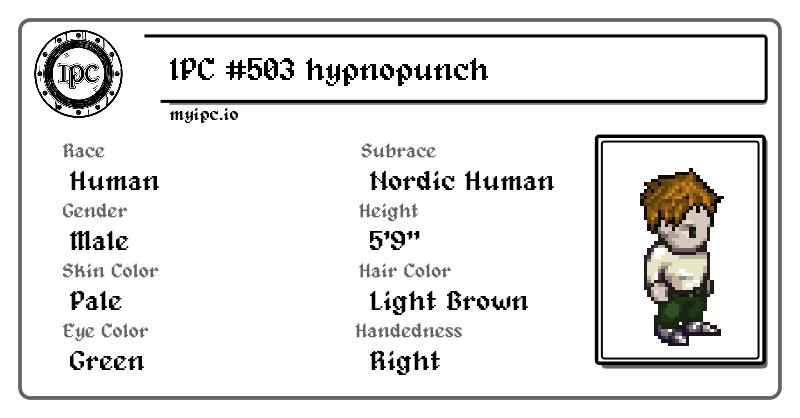 IPC
IPC #503 hypnopunch
myipc.io
Race
Subrace
Human
Nordic Human
Gender
Height
Male
5'9"
Skin Color
Hair Color
Pale
Light Brown
Eye Color
Handedness
Green
Right